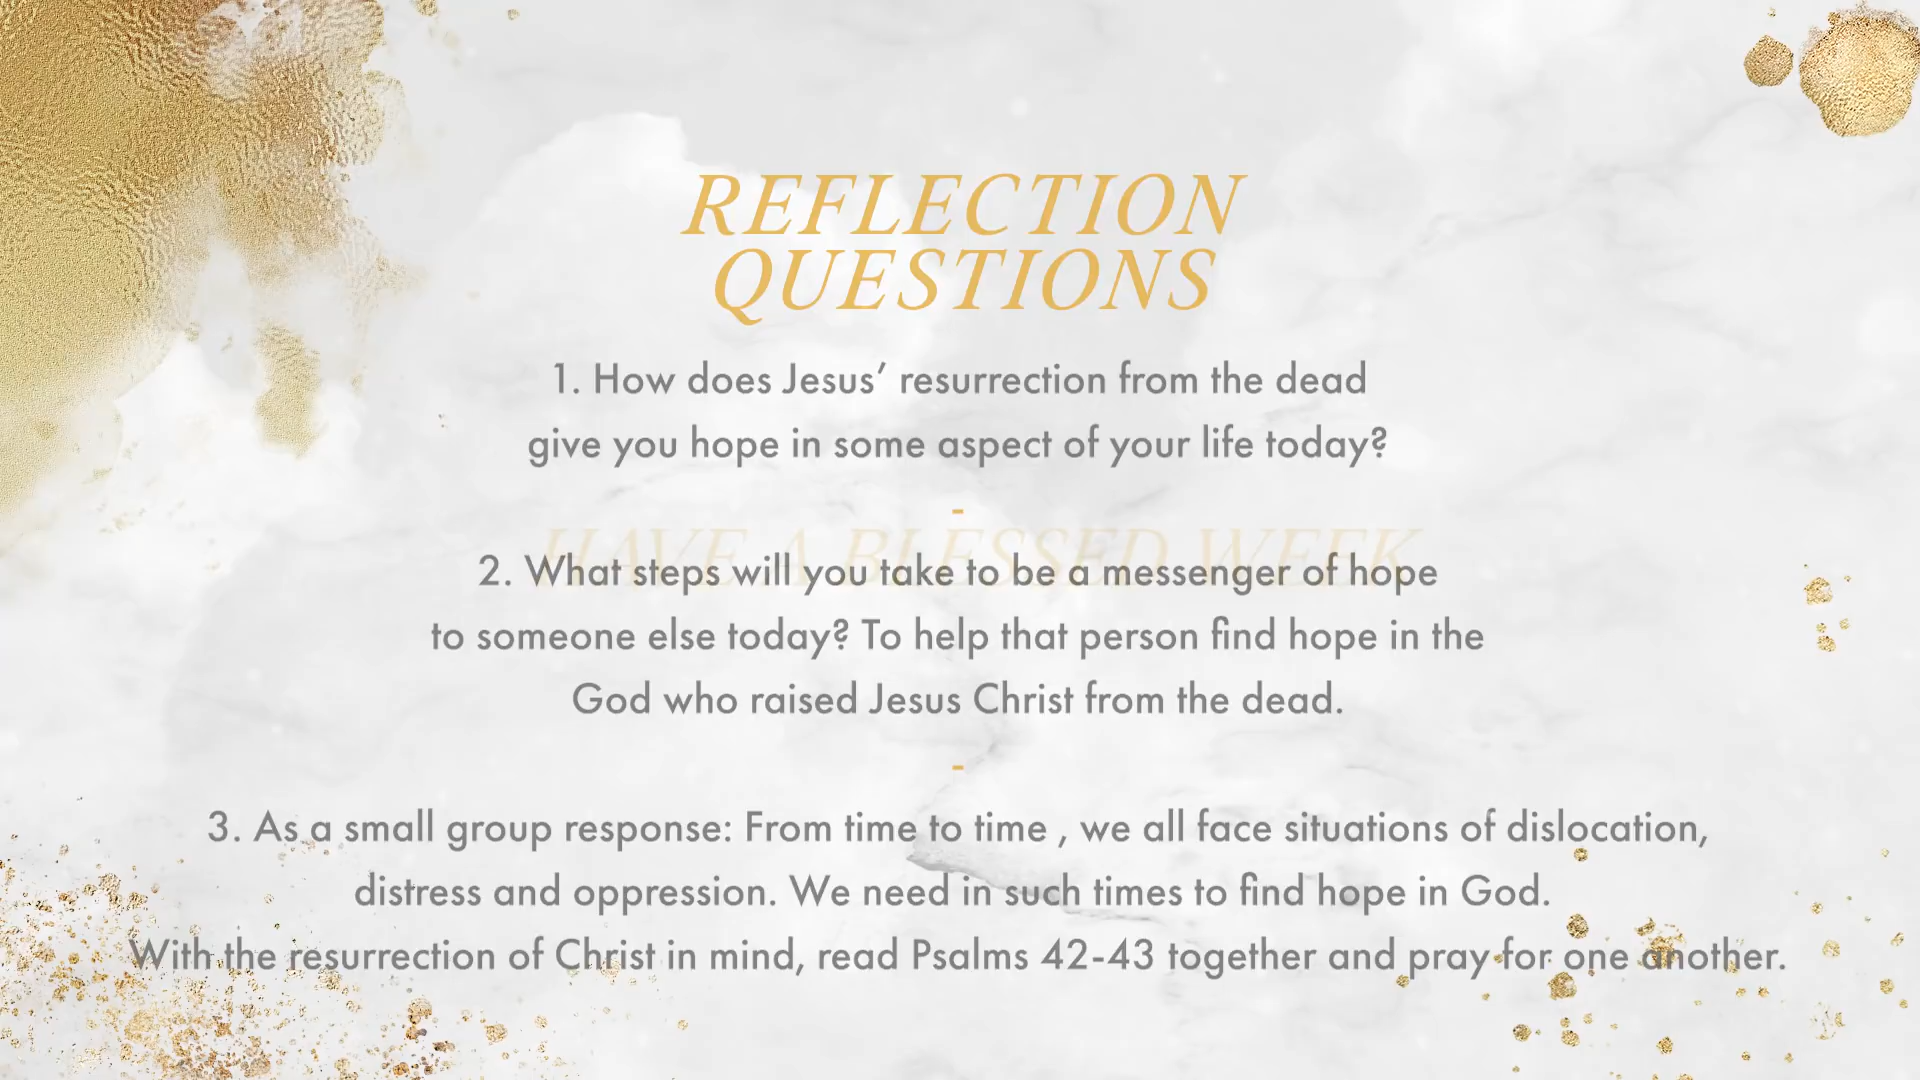 REFLECTION
QUESTIONS
1. How does Jesus’ resurrection from the dead
give you hope in some aspect of your life today?
-
HAVE A BLESSED WEEK
2. What steps will you take to be a messenger of hope
to someone else today? To help that person find hope in the
God who raised Jesus Christ from the dead.
-
3. As a small group response: From time to time , we all face situations of dislocation,
distress and oppression. We need in such times to find hope in God.
With the resurrection of Christ in mind, read Psalms 42-43 together and pray for one another.